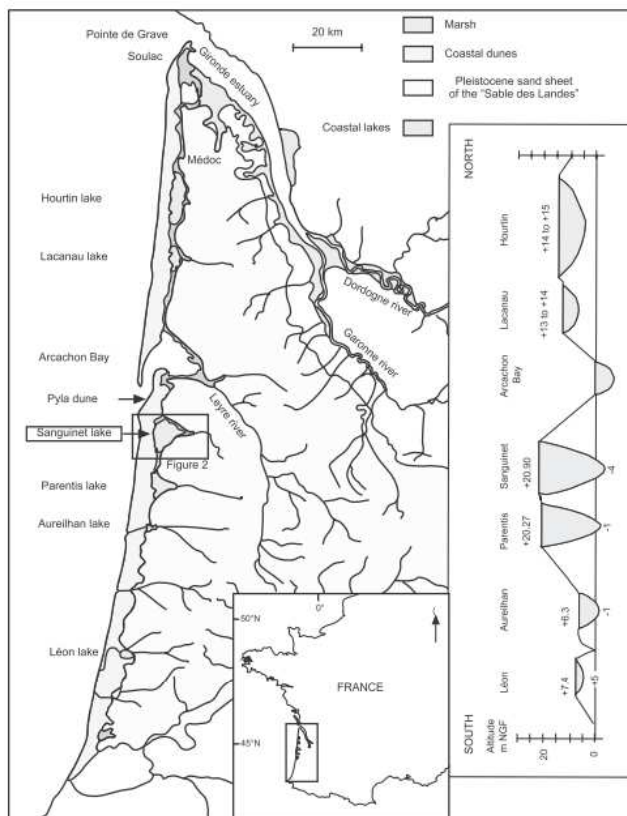 Pointe de Grave
Soulac
Gironde estuary
20 km
Marsh
Coastal dunes
Pleistocene sand sheet
of the "Sable des Landes"
Coastal lakes
Médoc
Hourtin lake
Lacanau lake
Dordogne river
Garonne river
Arcachon Bay
Pyla dune
Leyre river
Sanguinet lake
Figure 2
Parentis lake
Aureilhan lake
Léon lake
0°
50°N
FRANCE
45°N
NORTH
Hourtin
+14 to +15
Lacanau
+13 to +14
Arcachon
Bay
Sanguinet
+20.90
-4
Parentis
+20.27
-1
Aureilhan
+6.3
-1
Léon
+7.4
+5
SOUTH
Altitude
m NGF
20
0